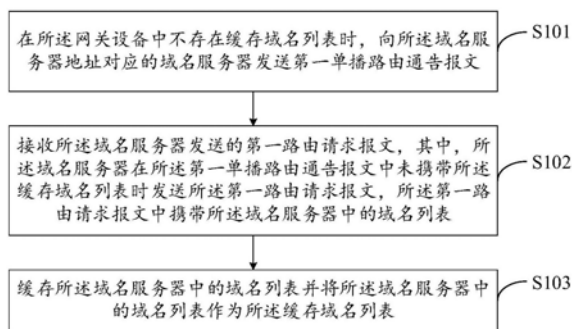 在所述网关设备中不存在缓存域名列表时，向所述域名服
务器地址对应的域名服务器发送第一单播路由通告报文
S101
接收所述域名服务器发送的第一路由请求报文，其中，所
述域名服务器在所述第一单播路由通告报文中未携带所述
缓存域名列表时发送所述第一路由请求报文，所述第一路
由请求报文中携带所述域名服务器中的域名列表
S102
缓存所述域名服务器中的域名列表并将所述域名服务器中
的域名列表作为所述缓存域名列表
S103